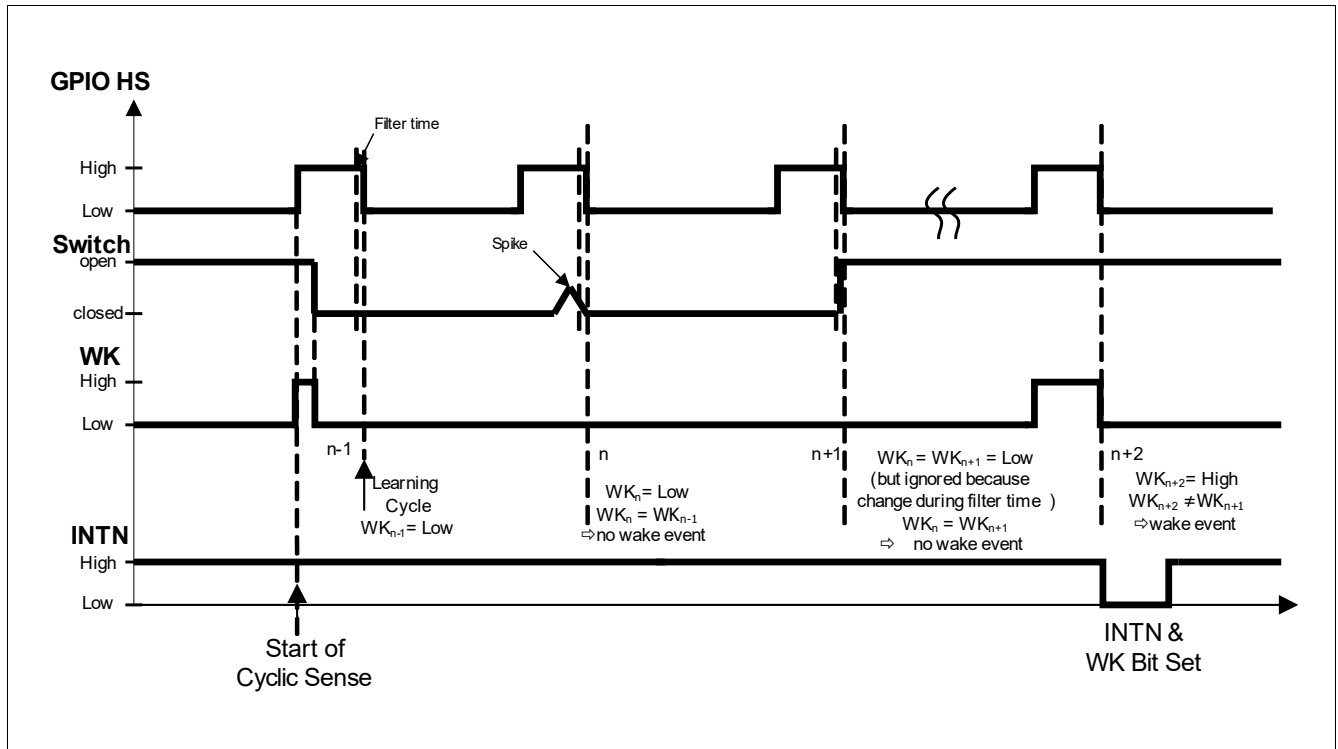 GPIO HS
Filter time
High
Low
Switch
open
Spike
closed
WK
High
Low
n-1
n
n+1
n+2
Learning
Cycle
WKₙ₋₁= Low
WKₙ= Low
WKₙ = WKₙ₋₁
⇨no wake event
WKₙ = WKₙ₊₁ = Low
(but ignored because
change during filter time )
WKₙ = WKₙ₊₁
⇨ no wake event
WKₙ₊₂= High
WKₙ₊₂ ≠WKₙ₊₁
⇨wake event
INTN
High
Low
Start of
Cyclic Sense
INTN &
WK Bit Set